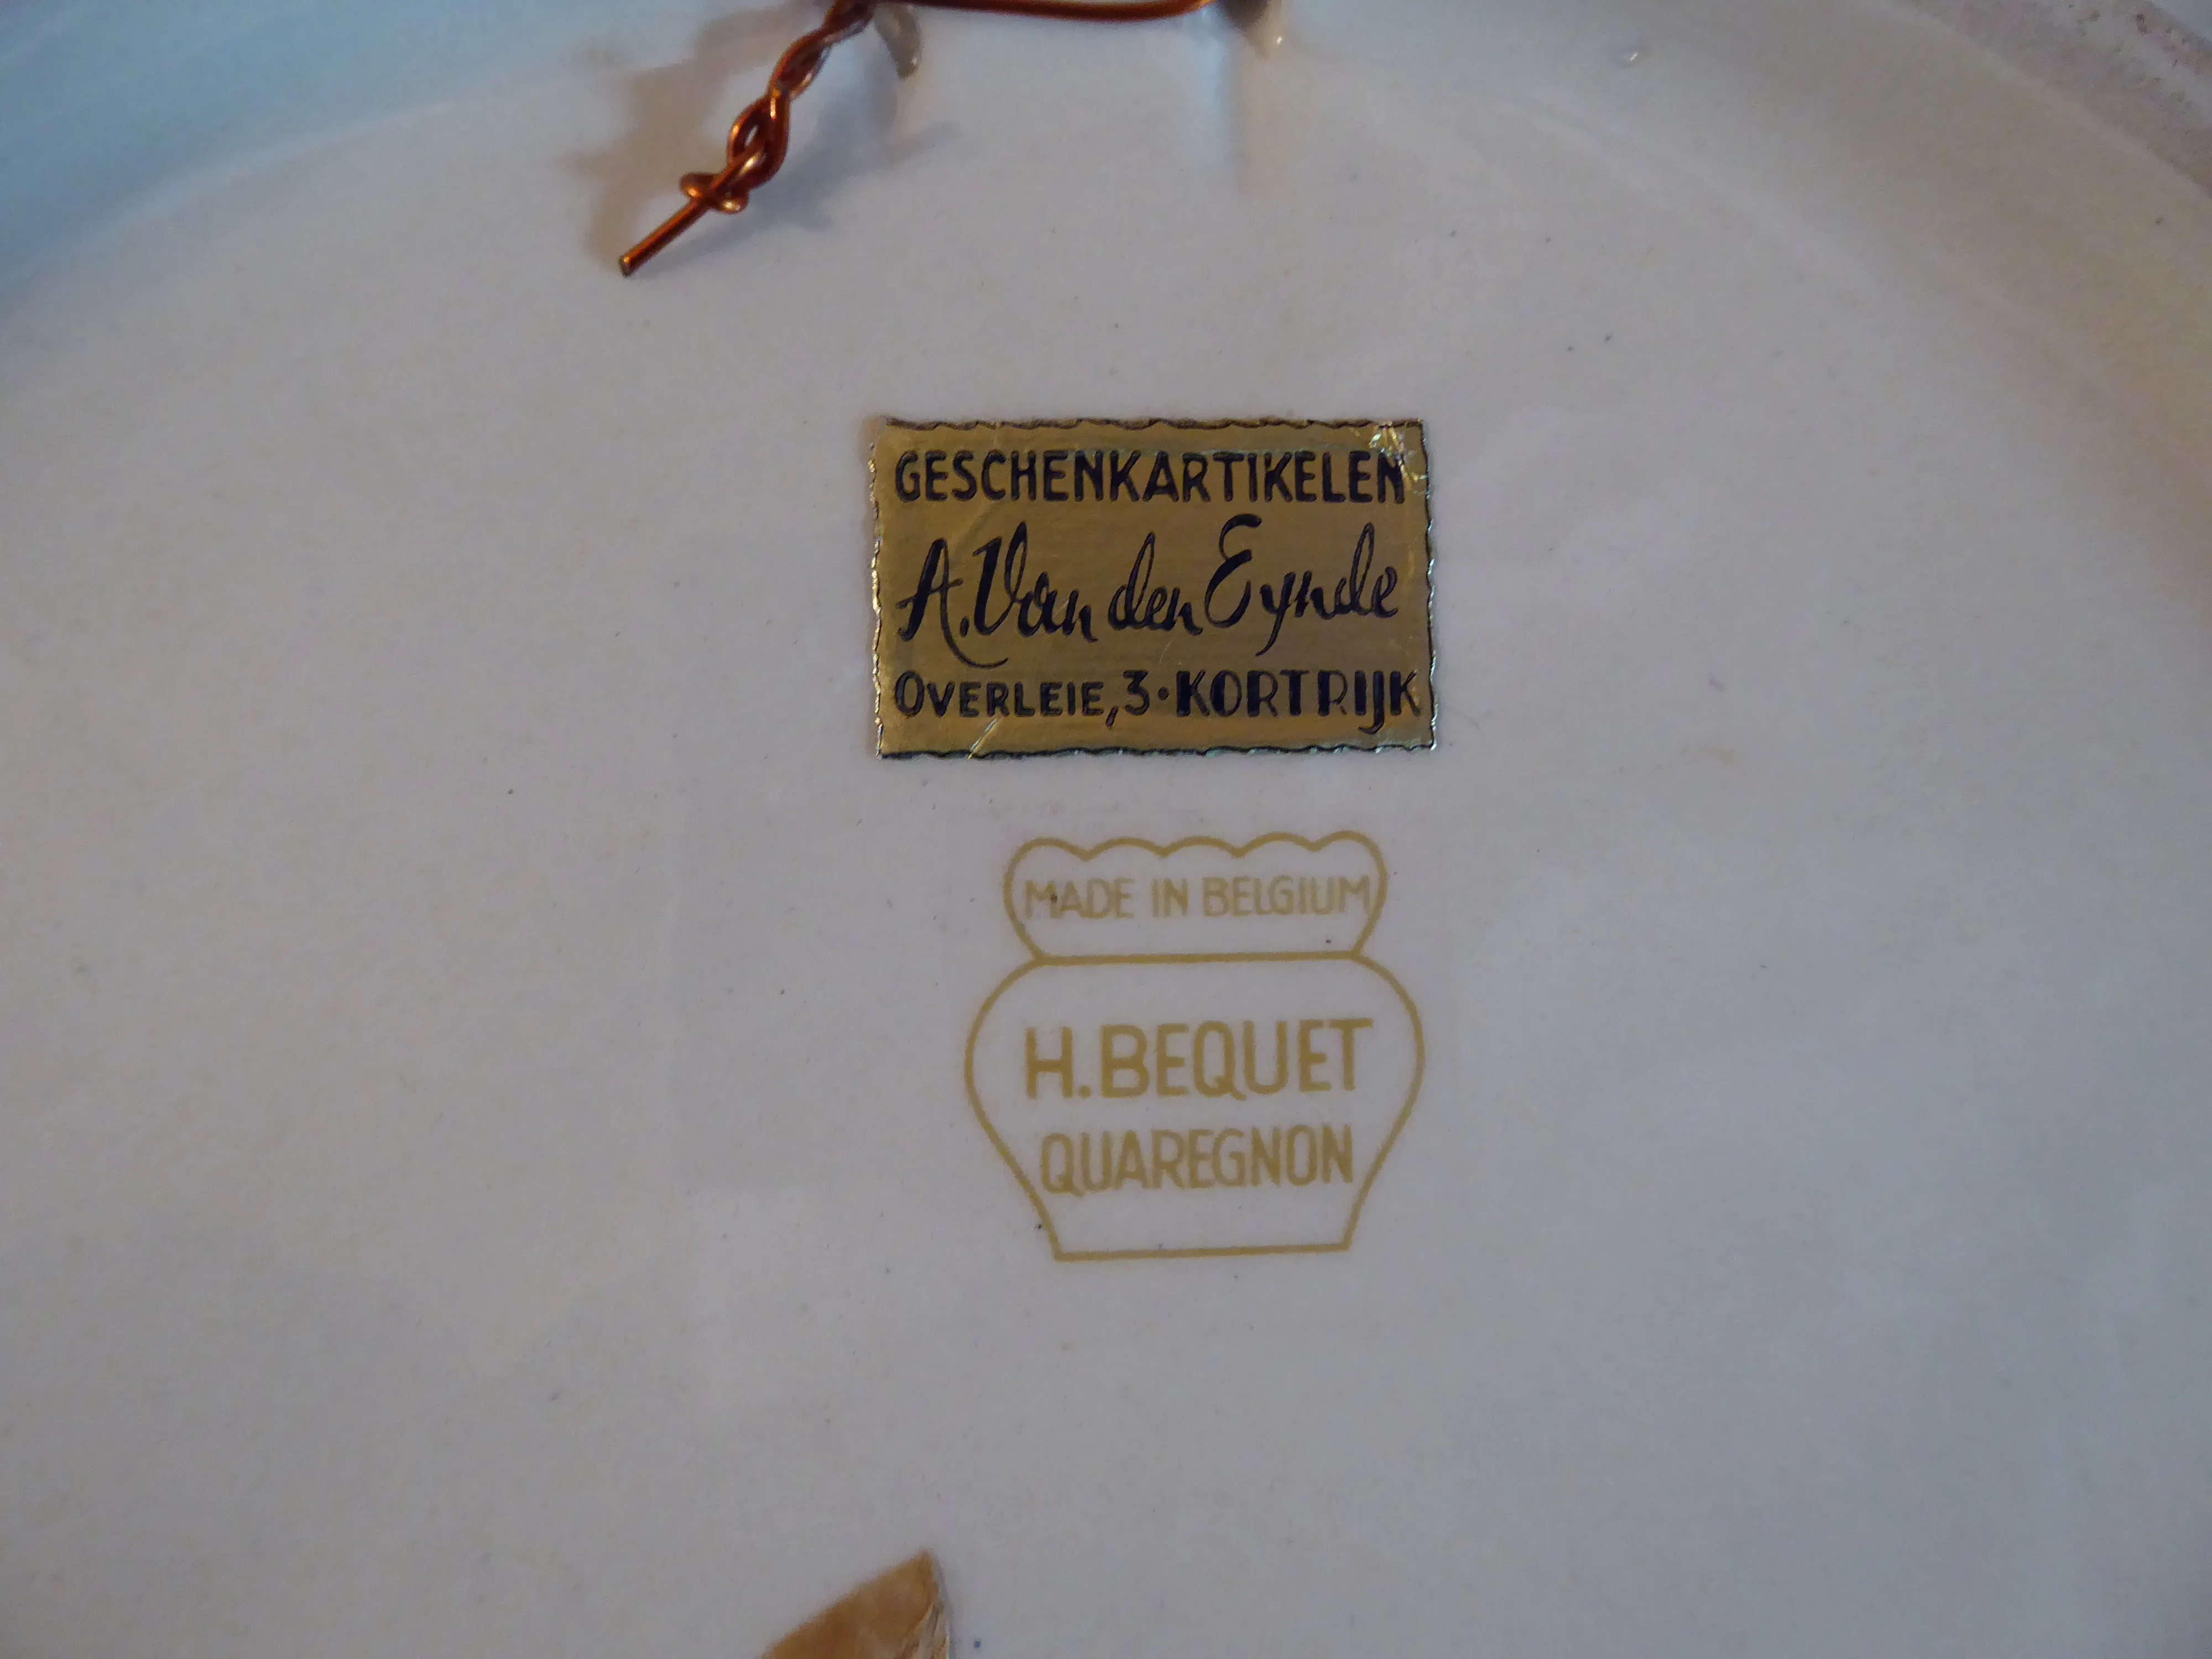 GESCHENKARTIKELEN
A. Van den Eynde
OVERLEIE, 3 • KORTRIJK
MADE IN BELGIUM
H. BEQUET
QUAREGNON